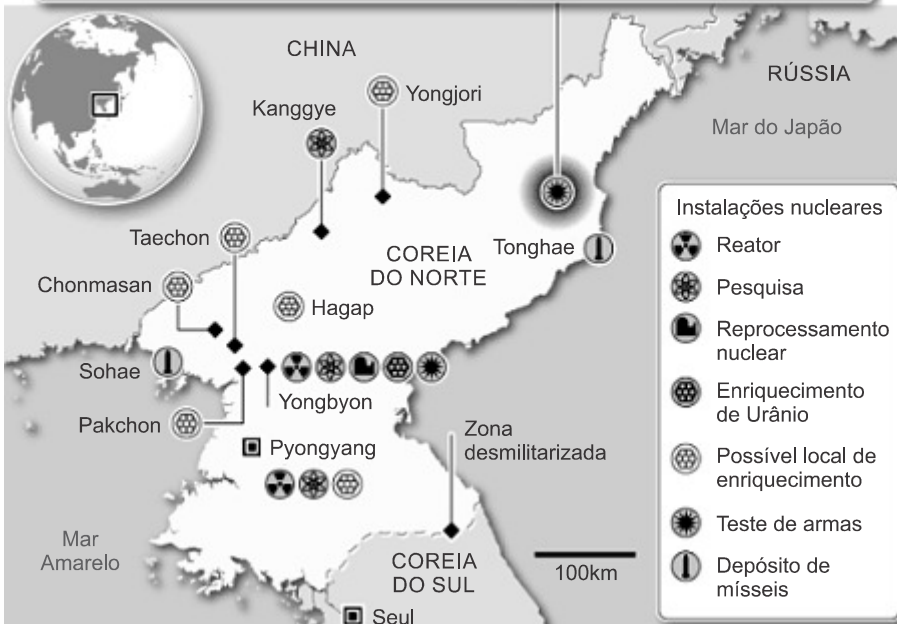 CHINA
RÚSSIA
Yongjori
Kanggye
Mar do Japão
Taechon
COREIA
DO NORTE
Tonghae
Chonmasan
Hagap
Sohae
Yongbyon
Pakchon
Zona
desmilitarizada
Pyongyang
Mar
Amarelo
COREIA
DO SUL
100km
Seul
Instalações nucleares
Reator
Pesquisa
Reprocessamento
nuclear
Enriquecimento
de Urânio
Possível local de
enriquecimento
Teste de armas
Depósito de
mísseis